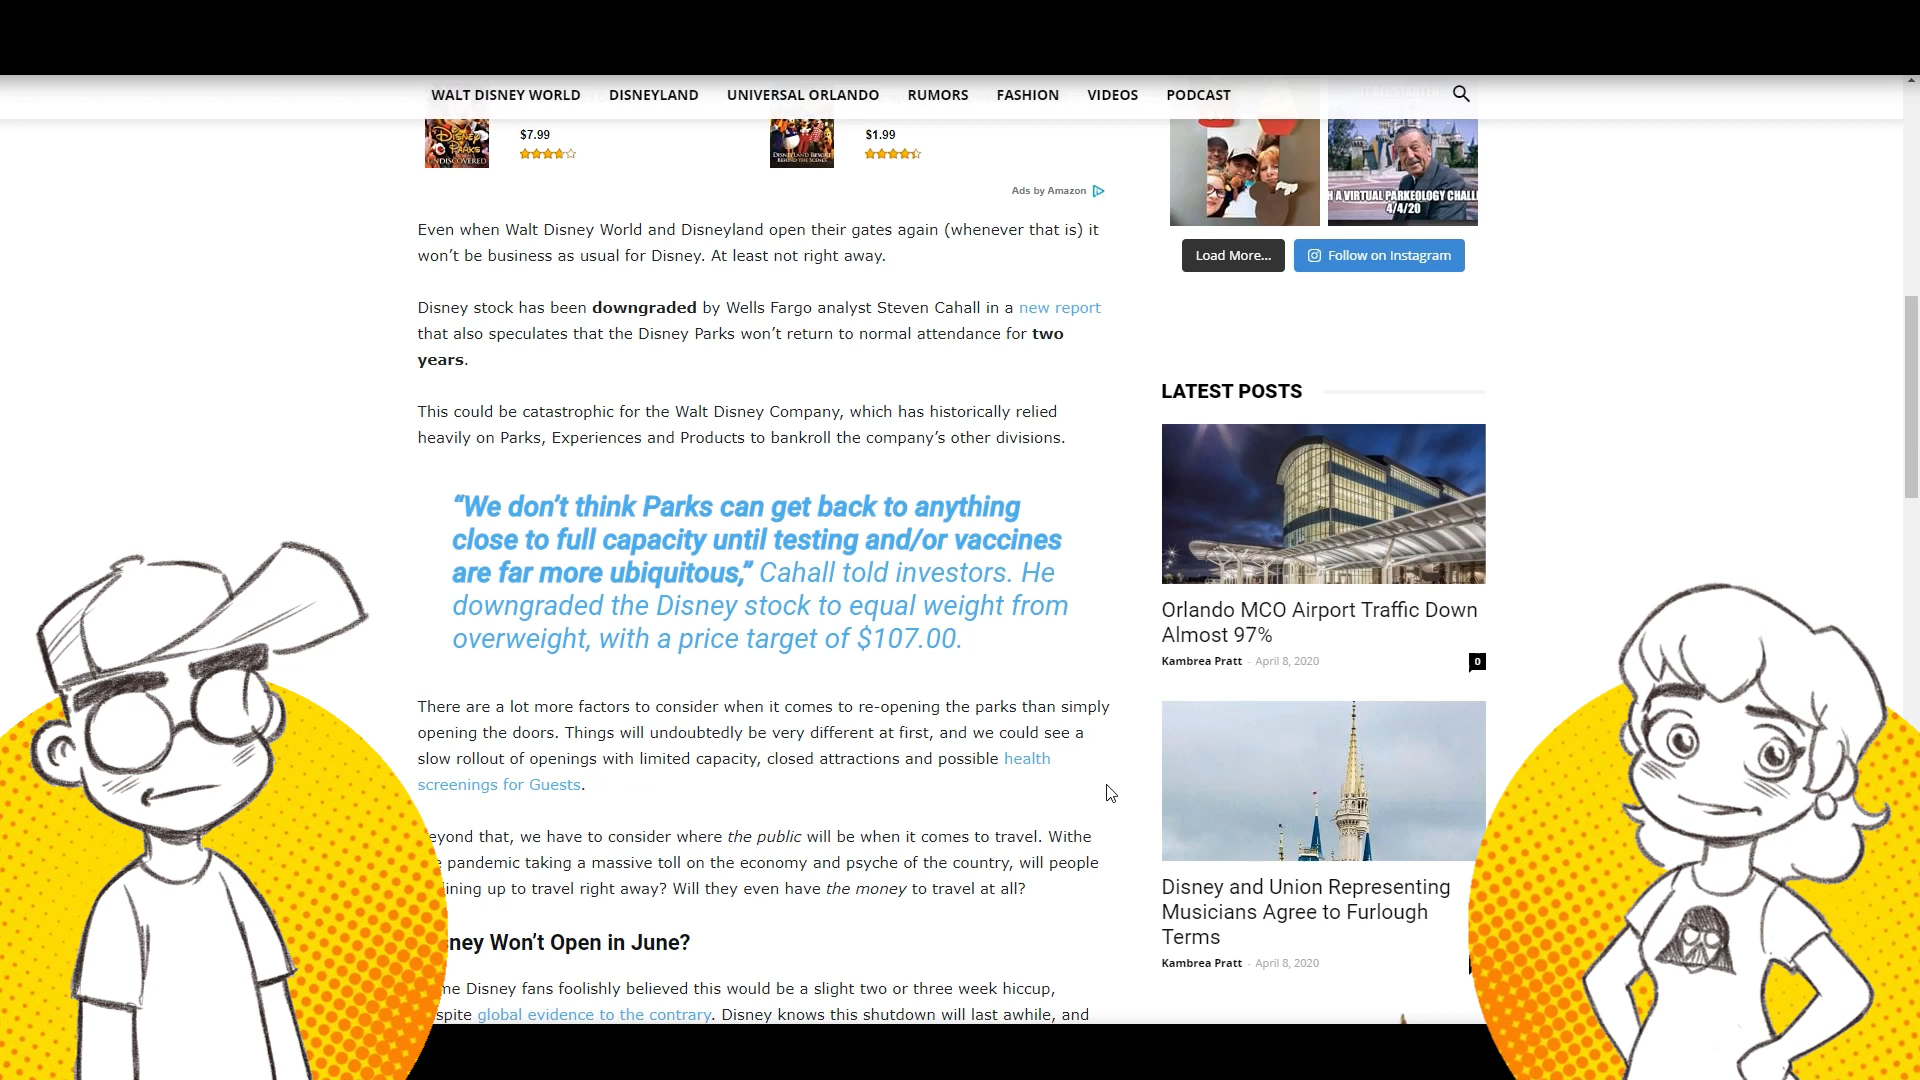 WALT DISNEY WORLD DISNEYLAND UNIVERSAL ORLANDO RUMORS FASHION VIDEOS PODCAST
$7.99
$1.99
Disney
PARKS
UNDISCOVERED
DISNEYLAND RESORT
BEHIND THE SCENES
Ads by Amazon
A VIRTUAL PARKEOLOGY CHALL
4/4/20
Load More...
Follow on Instagram
Even when Walt Disney World and Disneyland open their gates again (whenever that is) it
won't be business as usual for Disney. At least not right away.
Disney stock has been downgraded by Wells Fargo analyst Steven Cahall in a new report
that also speculates that the Disney Parks won't return to normal attendance for two
years.
This could be catastrophic for the Walt Disney Company, which has historically relied
heavily on Parks, Experiences and Products to bankroll the company's other divisions.
“We don't think Parks can get back to anything
close to full capacity until testing and/or vaccines
are far more ubiquitous,” Cahall told investors. He
downgraded the Disney stock to equal weight from
overweight, with a price target of $107.00.
There are a lot more factors to consider when it comes to re-opening the parks than simply
opening the doors. Things will undoubtedly be very different at first, and we could see a
slow rollout of openings with limited capacity, closed attractions and possible health
screenings for Guests.
eyond that, we have to consider where the public will be when it comes to travel. Withe
e pandemic taking a massive toll on the economy and psyche of the country, will people
ining up to travel right away? Will they even have the money to travel at all?
ney Won't Open in June?
me Disney fans foolishly believed this would be a slight two or three week hiccup,
spite global evidence to the contrary. Disney knows this shutdown will last awhile, and
LATEST POSTS
Orlando MCO Airport Traffic Down
Almost 97%
Kambrea Pratt - April 8, 2020
0
Disney and Union Representing
Musicians Agree to Furlough
Terms
Kambrea Pratt - April 8, 2020